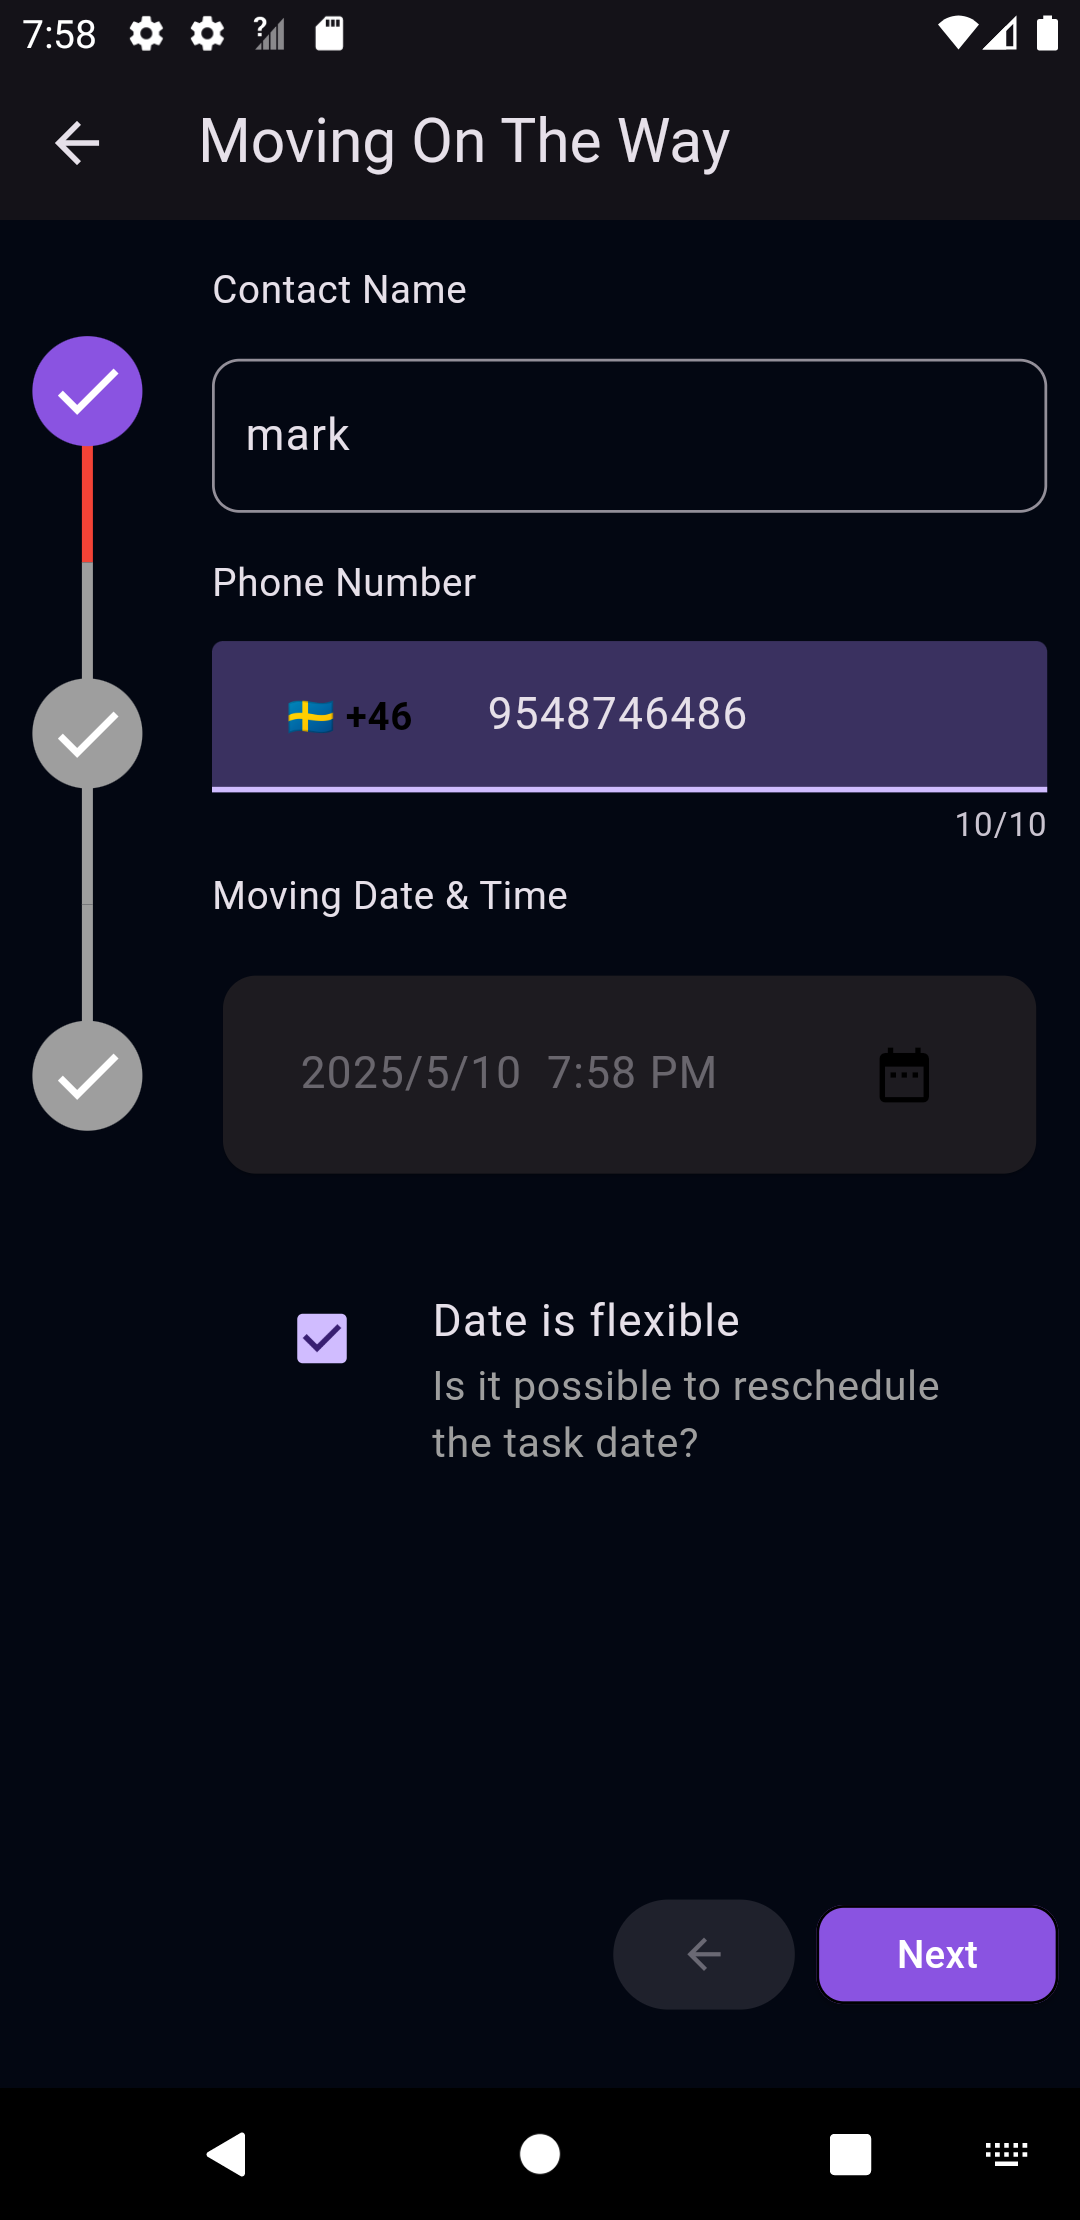 7:58
Moving On The Way
Contact Name
mark
Phone Number
+46 9548746486
10/10
Moving Date & Time
2025/5/10 7:58 PM
Date is flexible
Is it possible to reschedule
the task date?
Next